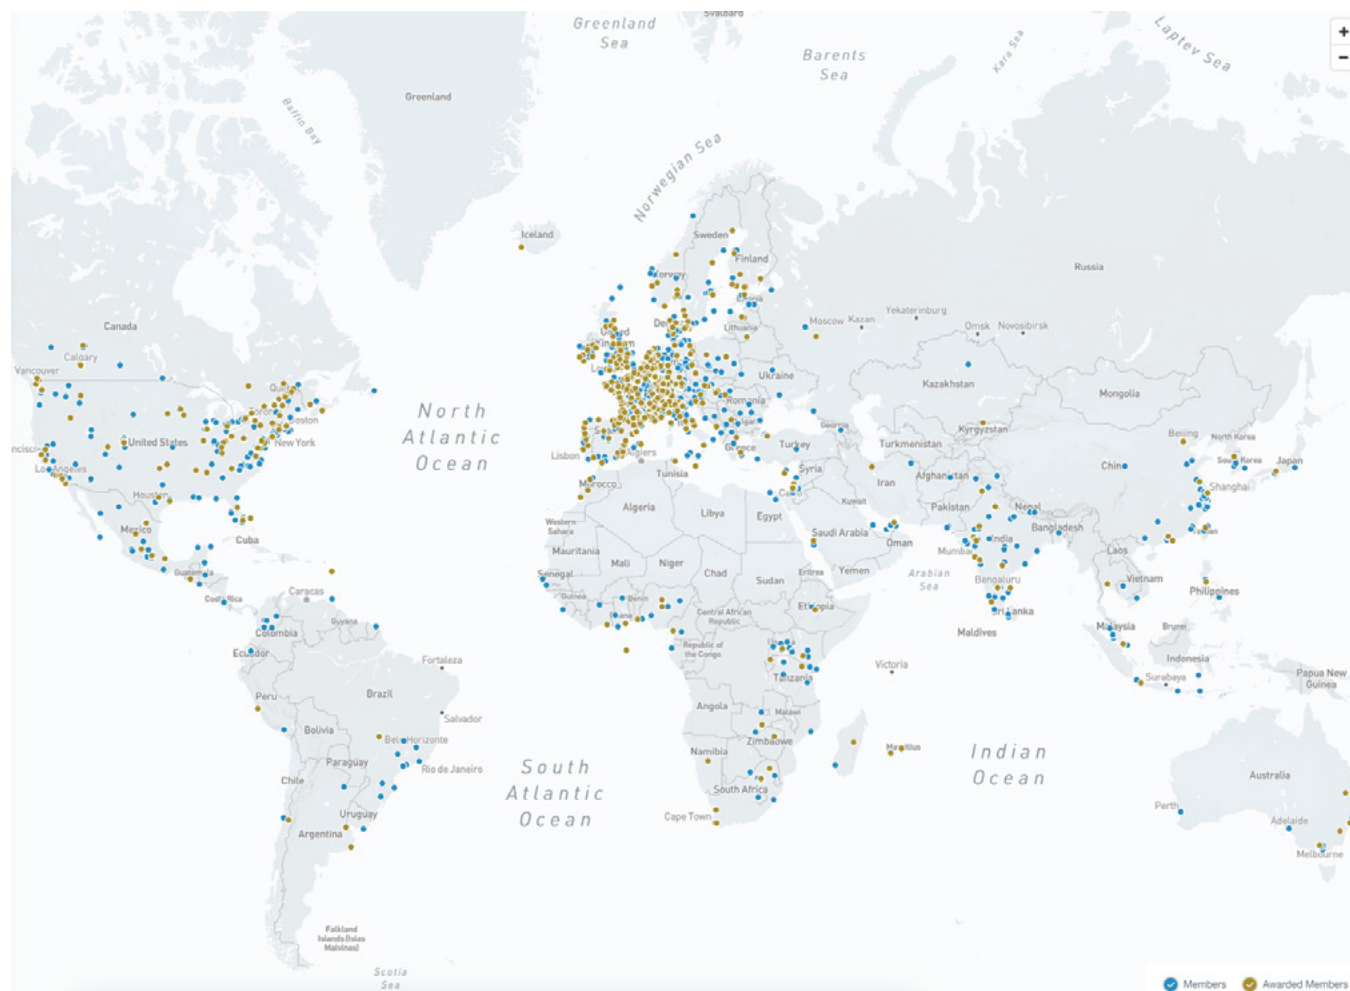 Svalbard
Greenland
Sea
Barents
Sea
Kara Sea
Laptev Sea
+
−
Greenland
Baffin Bay
Norwegian Sea
Iceland
Sweden
Finland
Norway
Russia
Canada
Calgary
Vancouver
United
Kingdom
Lithuania
Moscow
Kazan
Yekaterinburg
Omsk
Novosibirsk
Ukraine
Kazakhstan
Mongolia
Romania
North
Atlantic
Ocean
Toronto
Boston
New York
United States
Los Angeles
Houston
Lisbon
Algiers
Tunisia
Greece
Turkey
Georgia
Syria
Turkmenistan
Kyrgyzstan
Beijing
North Korea
South Korea
Japan
Shanghai
Morocco
Algeria
Libya
Egypt
Kuwait
Iran
Afghanistan
Pakistan
Nepal
Bangladesh
India
Mumbai
Laos
Taiwan
Mexico
Cuba
Guatemala
Costa Rica
Caracas
Guyana
Colombia
Ecuador
Western
Sahara
Mauritania
Mali
Niger
Chad
Sudan
Eritrea
Saudi Arabia
Oman
Yemen
Arabian
Sea
Bengaluru
Sri Lanka
Maldives
Vietnam
Philippines
Senegal
Guinea
Benin
Central African
Republic
Ethiopia
Republic of
the Congo
Tanzania
Victoria
Malaysia
Brunei
Indonesia
Surabaya
Papua New
Guinea
Fortaleza
Peru
Brazil
Salvador
Bolivia
Belo Horizonte
Paraguay
Rio de Janeiro
Chile
Uruguay
Argentina
Angola
Malawi
Zimbabwe
Namibia
South Africa
Cape Town
Mauritius
South
Atlantic
Ocean
Indian
Ocean
Australia
Perth
Adelaide
Melbourne
Falkland
Islands (Islas
Malvinas)
Scotia
Sea
Members
Awarded Members